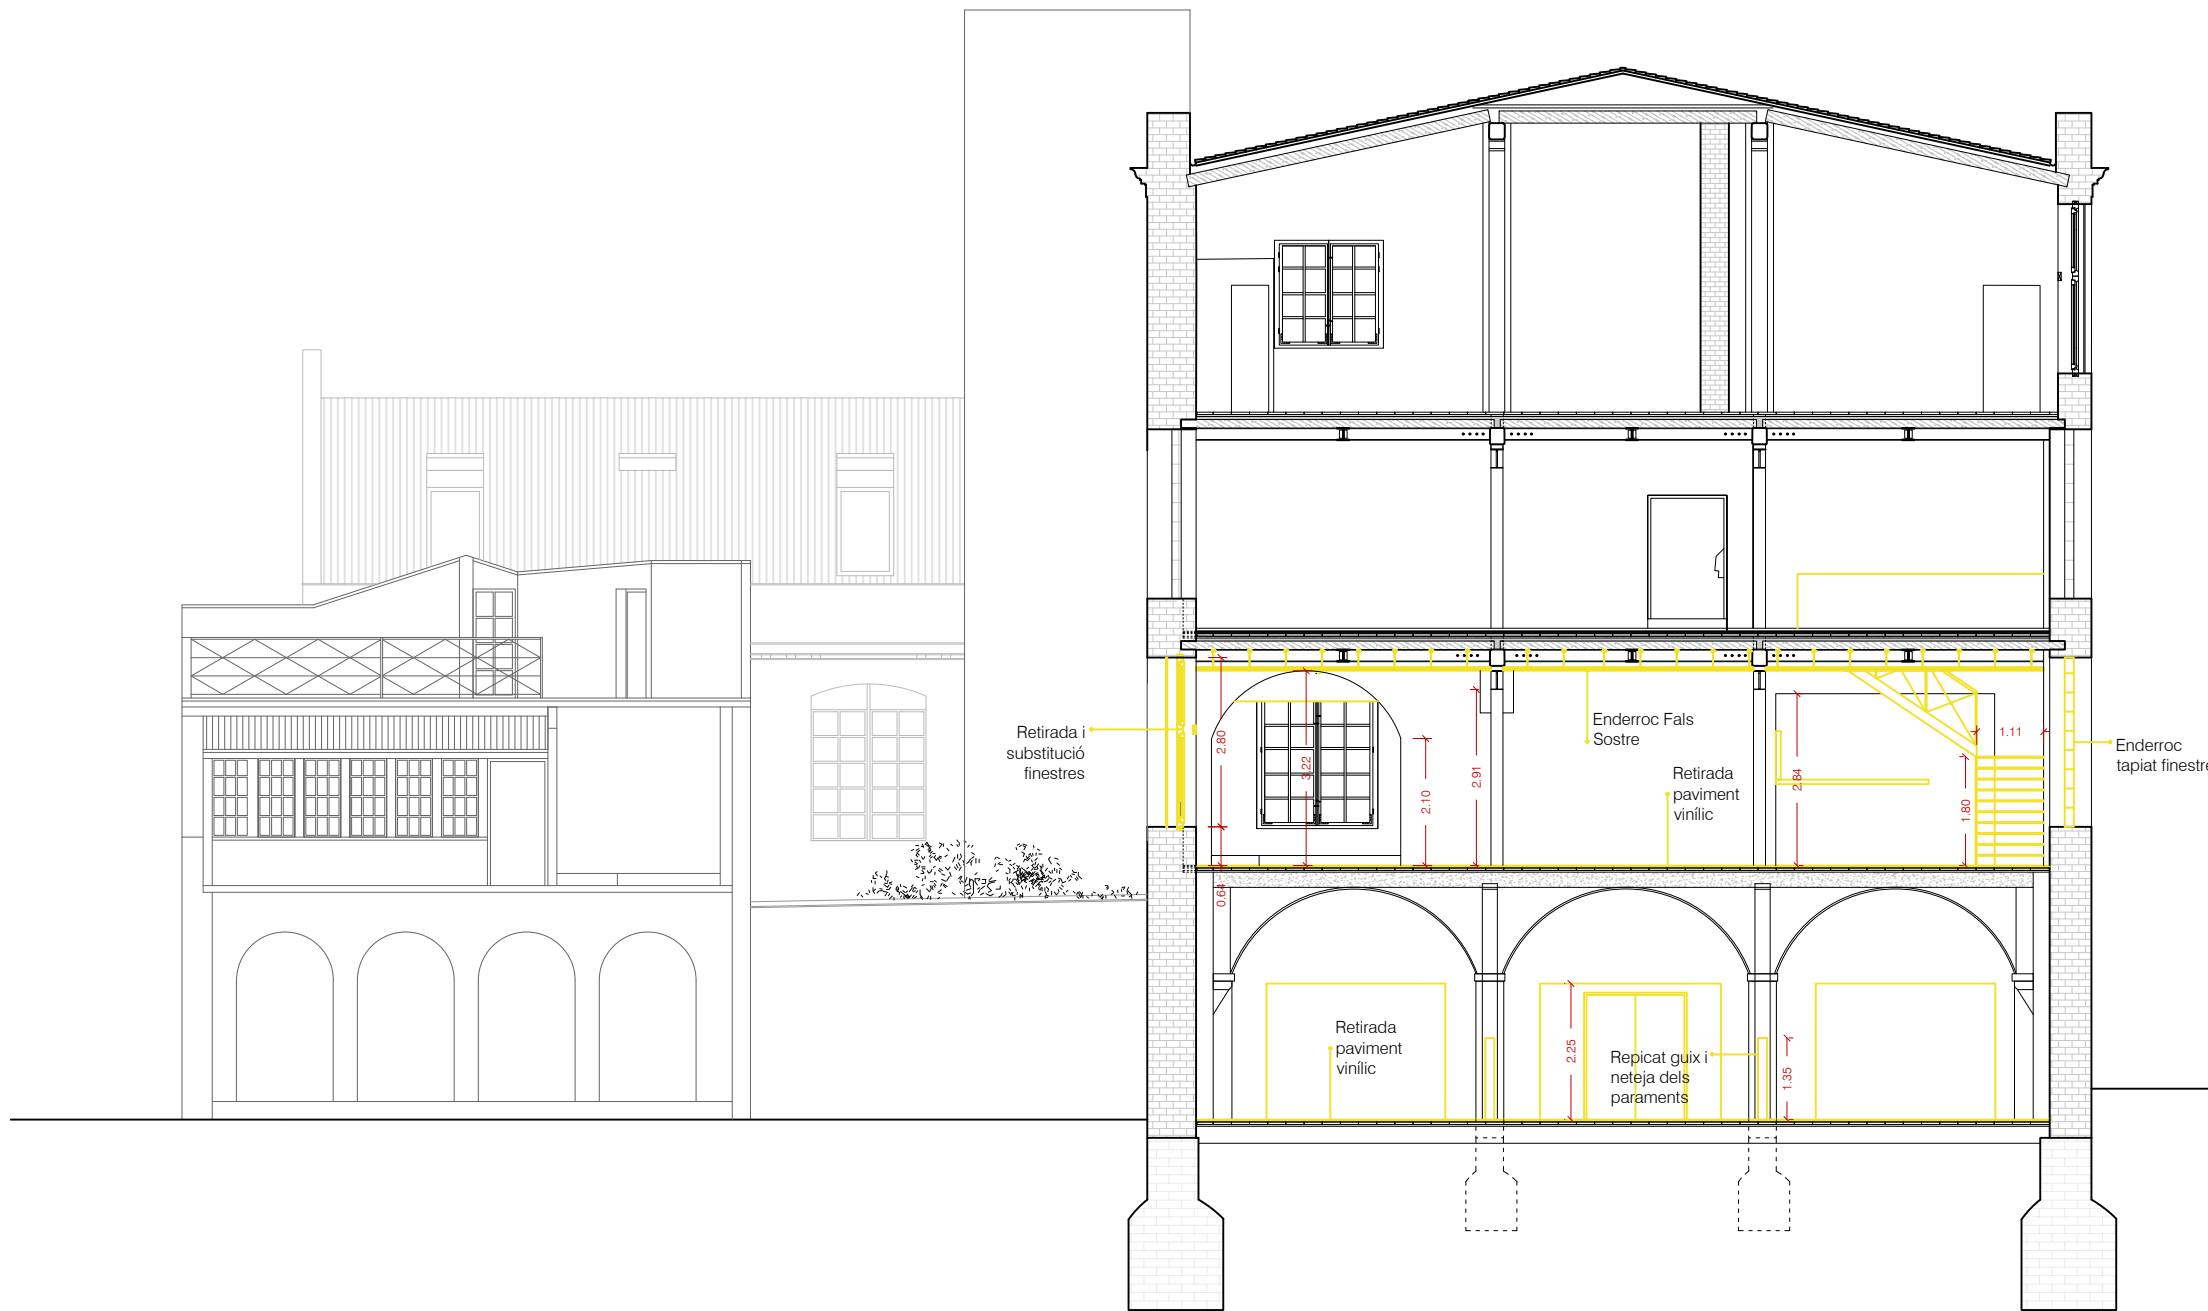 Retirada i
substitució
finestres
2.80
3.22
2.10
2.91
Enderroc Fals
Sostre
Retirada
paviment
vinílic
2.84
1.11
1.80
Enderroc
tapiat finestre
0.64
Retirada
paviment
vinílic
2.25
Repicat guix i
neteja dels
paraments
1.35